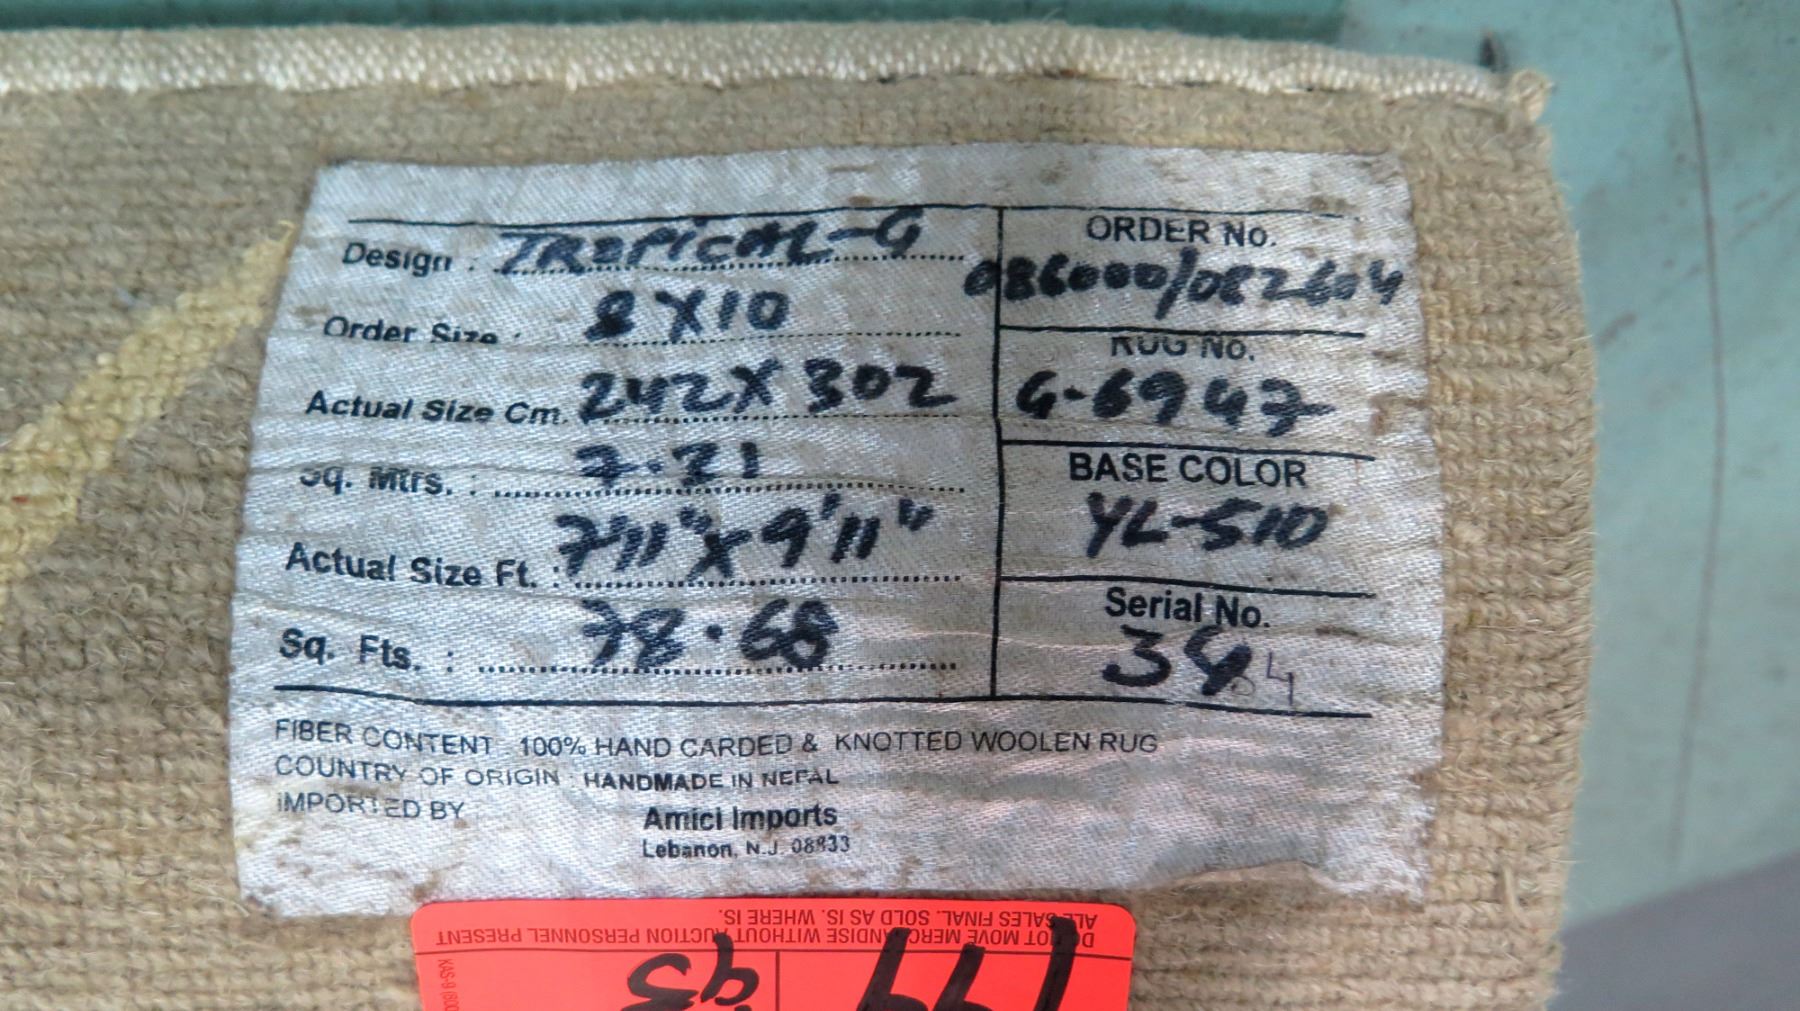 Design : TROPICAL-G
Order Size : 8X10
Actual Size Cm. 242X302
Sq. Mtrs. : 7.31
Actual Size Ft. : 7'11"X9'11"
Sq. Fts. : 78.68
ORDER No.
086000/082604
RUG No.
G-6947
BASE COLOR
YL-510
Serial No.
FIBER CONTENT : 100% HAND CARDED & KNOTTED WOOLEN RUG
COUNTRY OF ORIGIN : HANDMADE IN NEPAL
IMPORTED BY
Amici Imports
Lebanon, N.J. 08833
DO NOT MOVE MERCHANDISE WITHOUT AUCTION PERSONNEL PRESENT
ALL SALES FINAL. SOLD AS IS. WHERE IS.